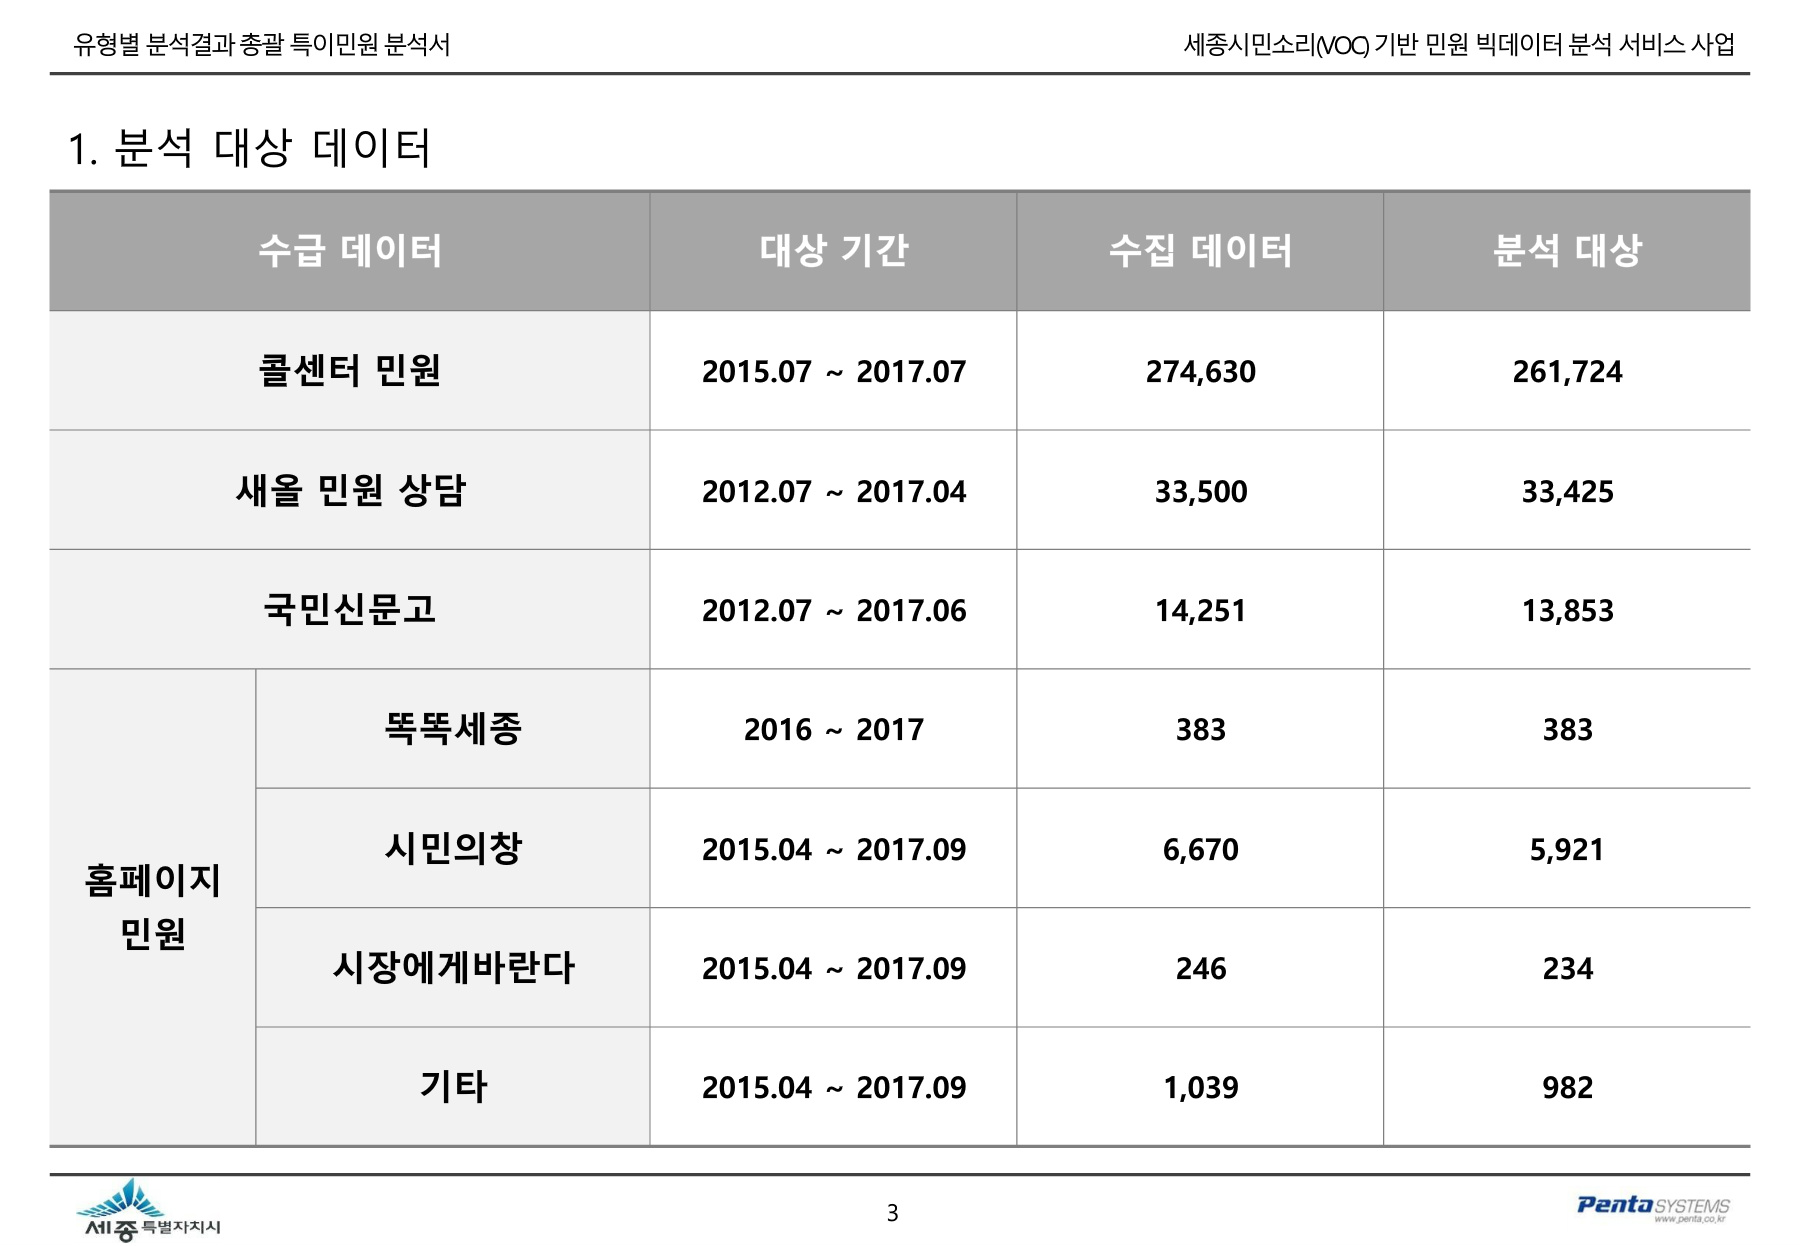 유형별 분석결과 총괄 특이민원 분석서
세종시민소리(VOC) 기반 민원 빅데이터 분석 서비스 사업
1. 분석 대상 데이터
수급 데이터 대상 기간 수집 데이터 분석 대상
콜센터 민원 2015.07 ~ 2017.07 274,630 261,724
새올 민원 상담 2012.07 ~ 2017.04 33,500 33,425
국민신문고 2012.07 ~ 2017.06 14,251 13,853
홈페이지
민원
똑똑세종 2016 ~ 2017 383 383
시민의창 2015.04 ~ 2017.09 6,670 5,921
시장에게바란다 2015.04 ~ 2017.09 246 234
기타 2015.04 ~ 2017.09 1,039 982
세종특별자치시
3
Penta SYSTEMS
www.penta.co.kr